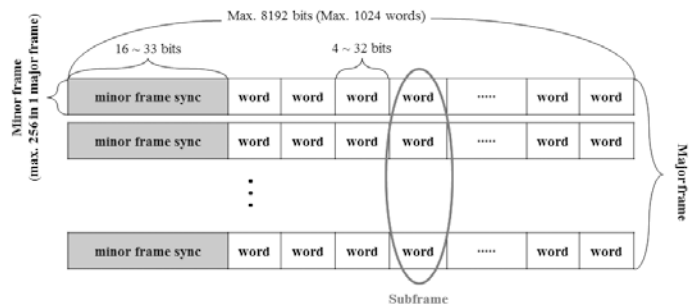 Max. 8192 bits (Max. 1024 words)
16 ~ 33 bits
4 ~ 32 bits
Minor frame
(max. 256 in 1 major frame)
minor frame sync word word word word ..... word word
minor frame sync word word word word ..... word word
minor frame sync word word word word ..... word word
Major frame
Subframe